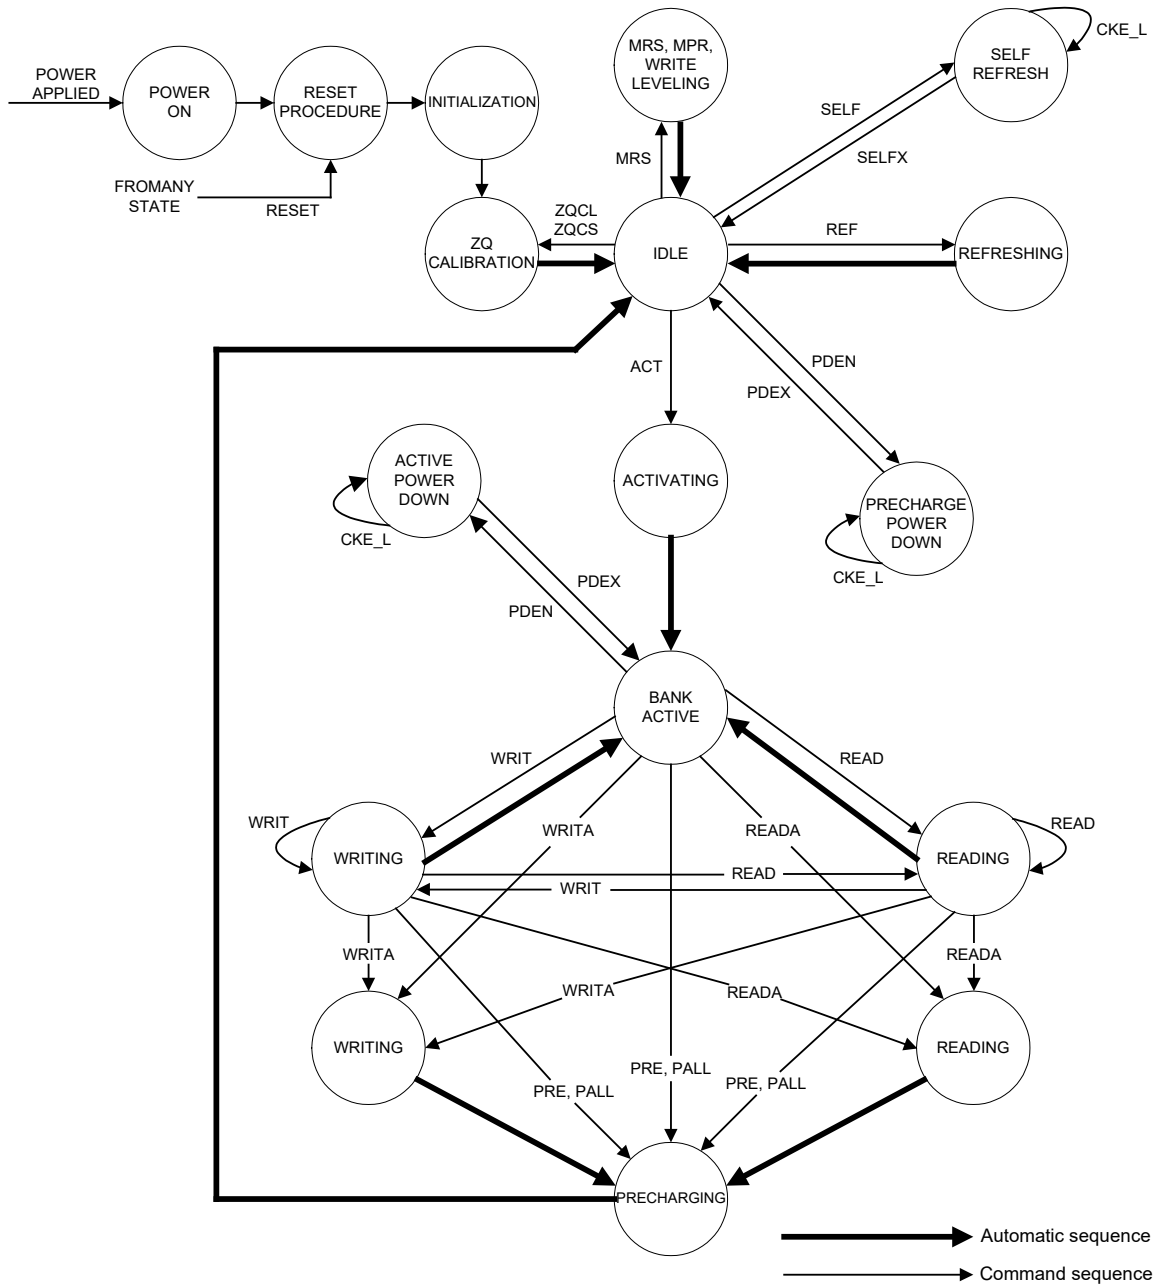 POWER
APPLIED
POWER
ON
RESET
PROCEDURE
INITIALIZATION
FROMANY
STATE
RESET
MRS, MPR,
WRITE
LEVELING
SELF
REFRESH
CKE_L
MRS
SELF
SELFX
ZQCL
ZQCS
ZQ
CALIBRATION
IDLE
REF
REFRESHING
ACT
PDEN
PDEX
ACTIVE
POWER
DOWN
CKE_L
ACTIVATING
PRECHARGE
POWER
DOWN
CKE_L
PDEX
PDEN
BANK
ACTIVE
WRIT
READ
WRIT
WRITA
READA
READ
WRITING
READING
READ
WRIT
WRITA
READA
WRITA
READA
WRITING
READING
PRE, PALL
PRE, PALL
PRE, PALL
PRECHARGING
Automatic sequence
Command sequence